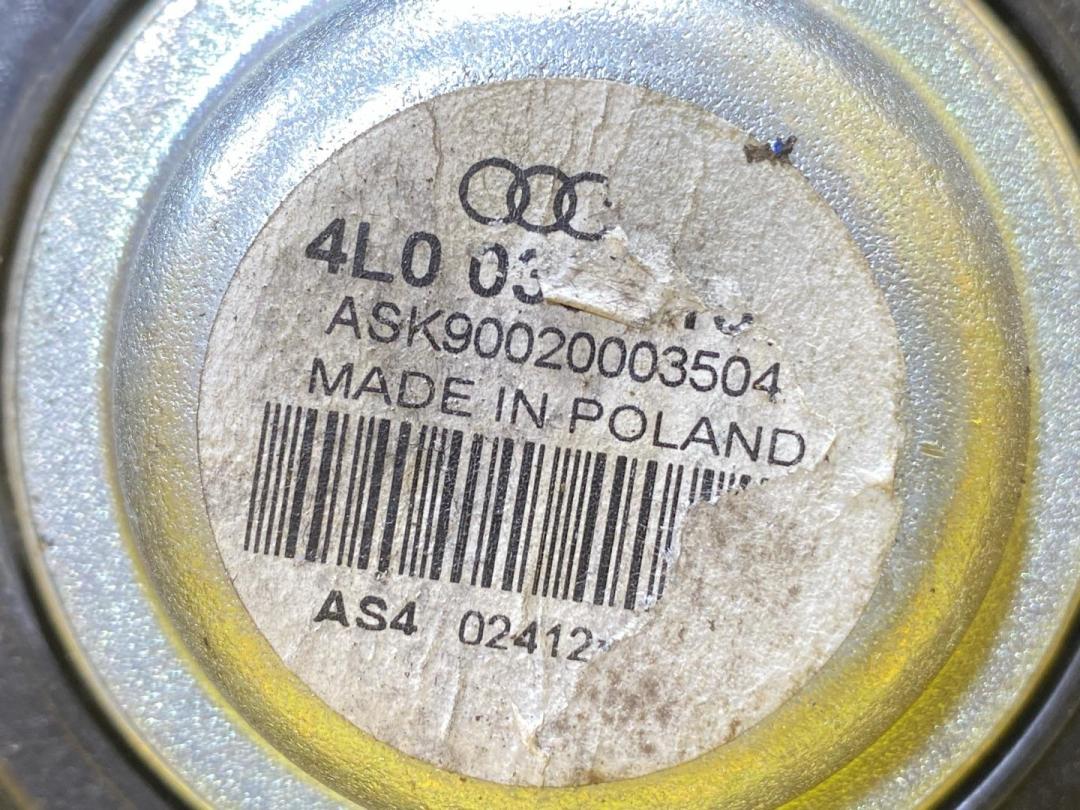 4L0 03
ASK90020003504
MADE IN POLAND
AS4 02412